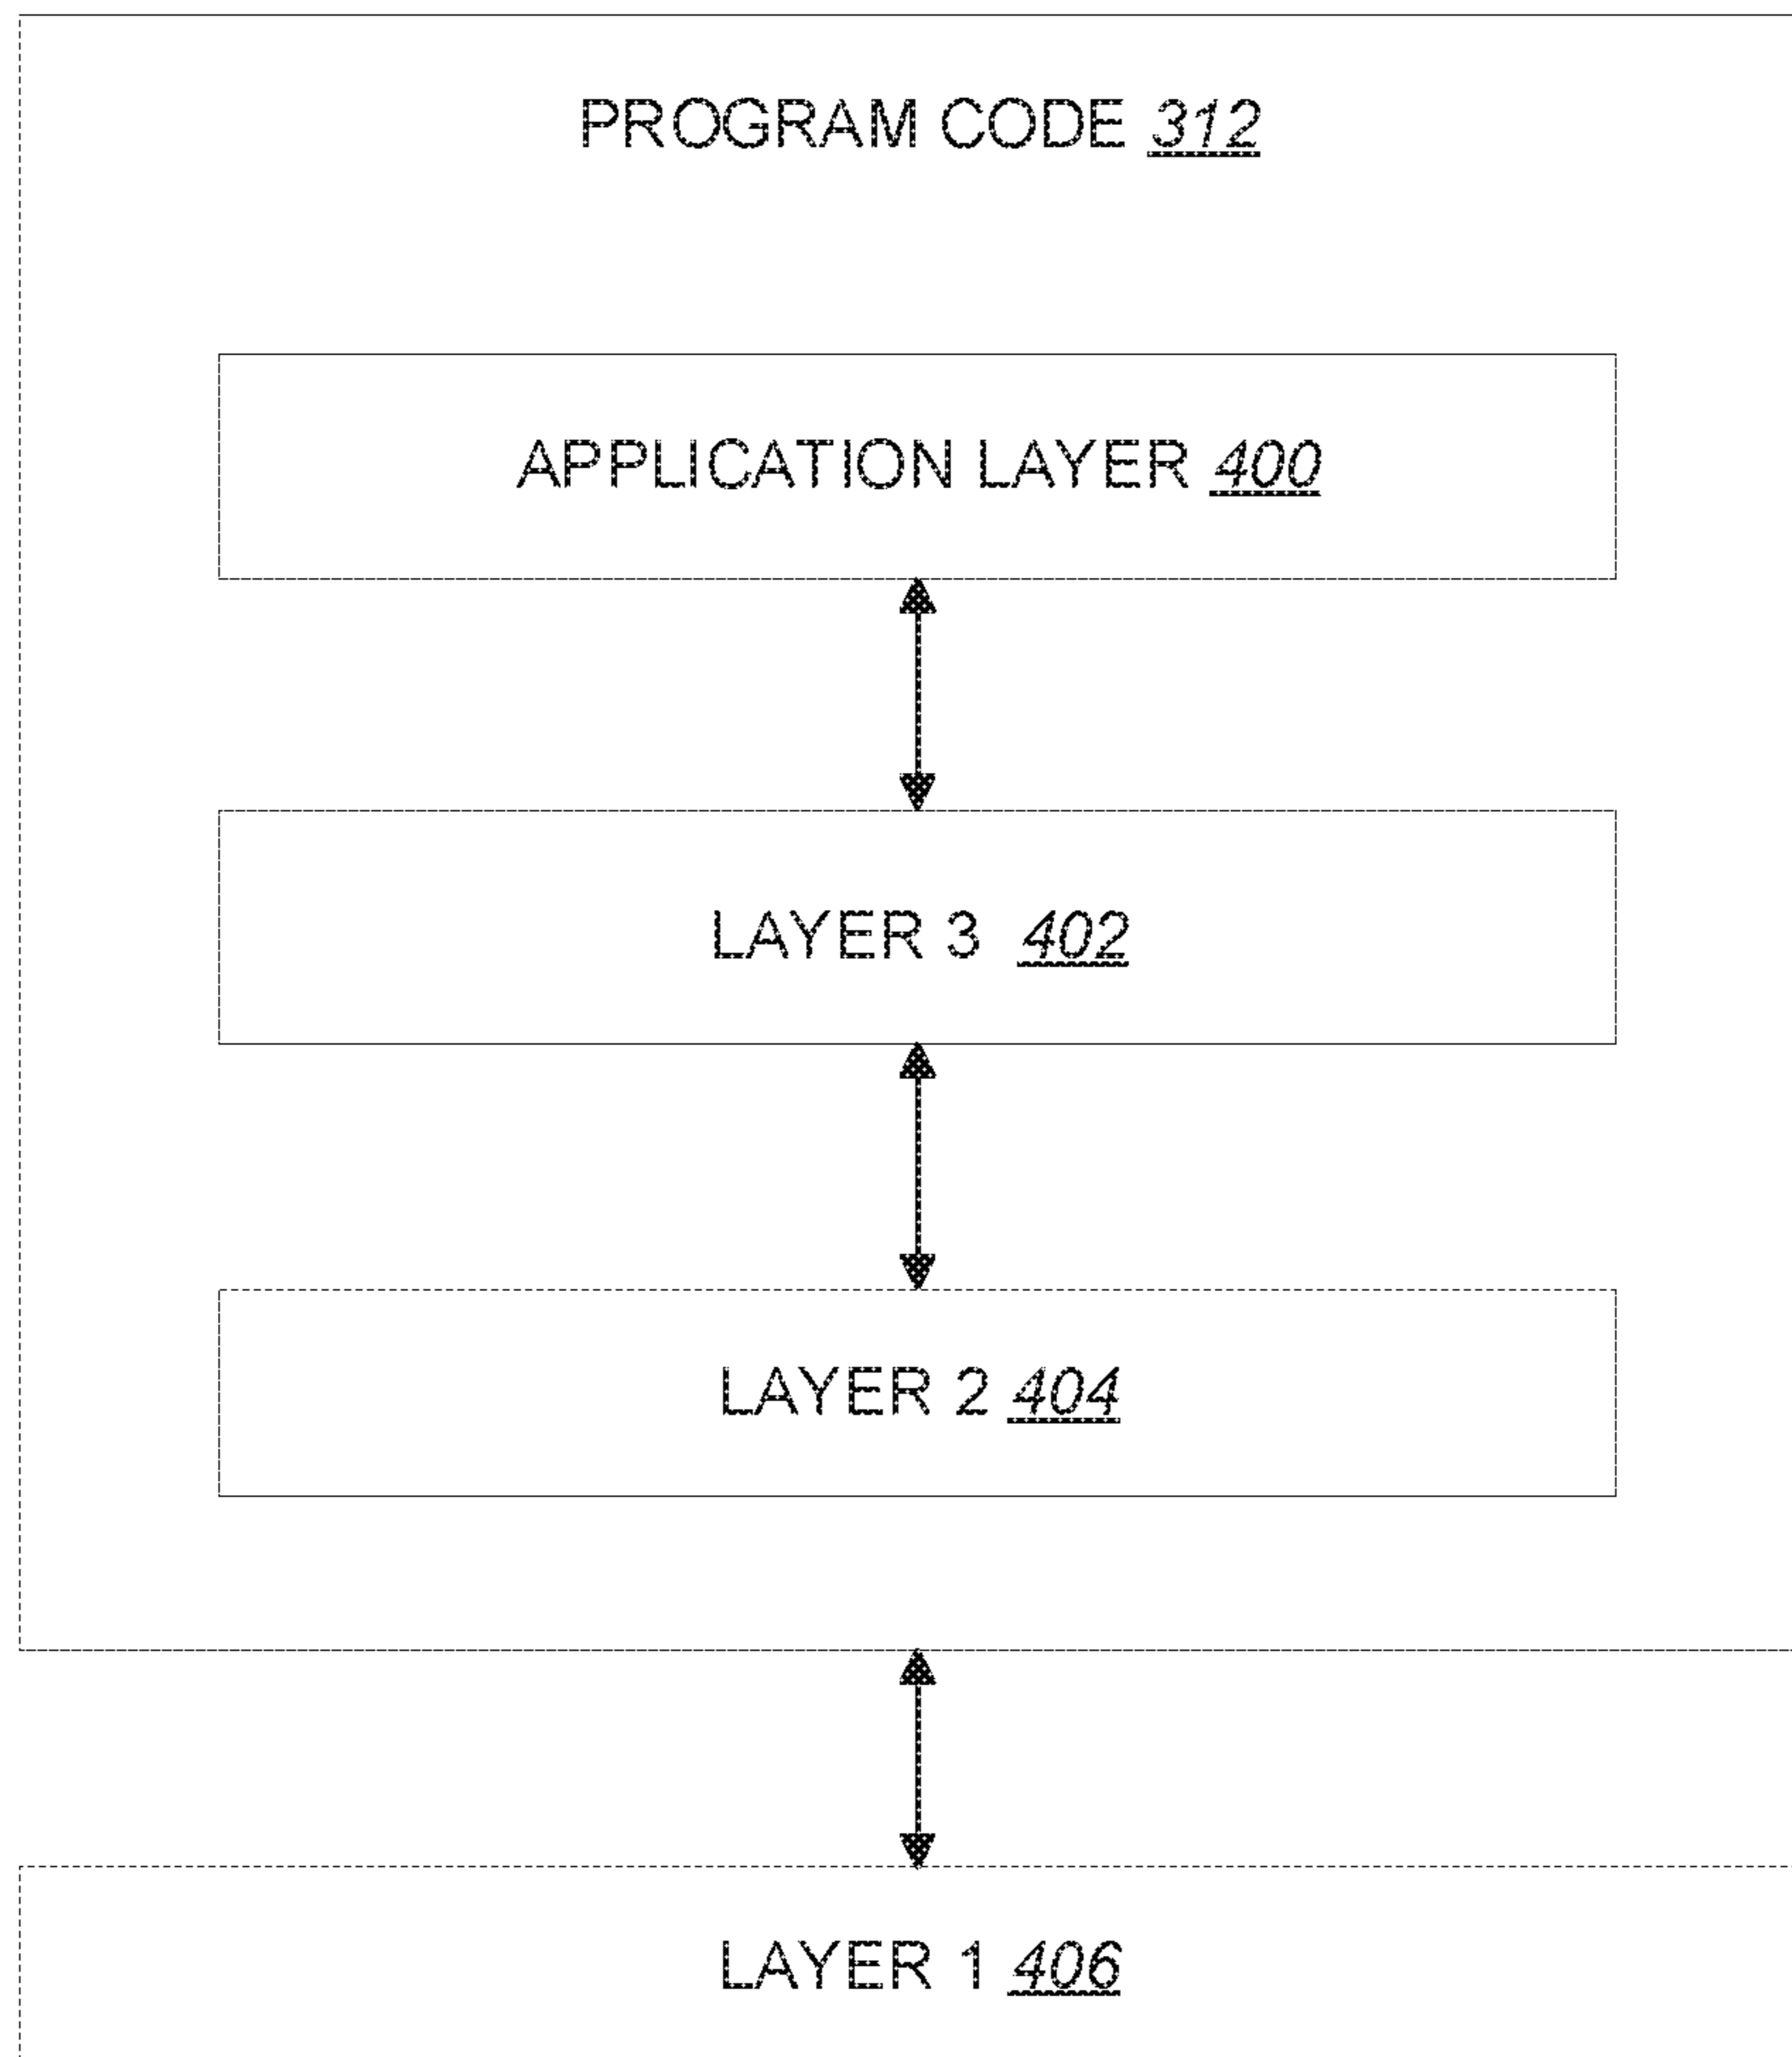 PROGRAM CODE 312
APPLICATION LAYER 400
LAYER 3 402
LAYER 2 404
LAYER 1 406